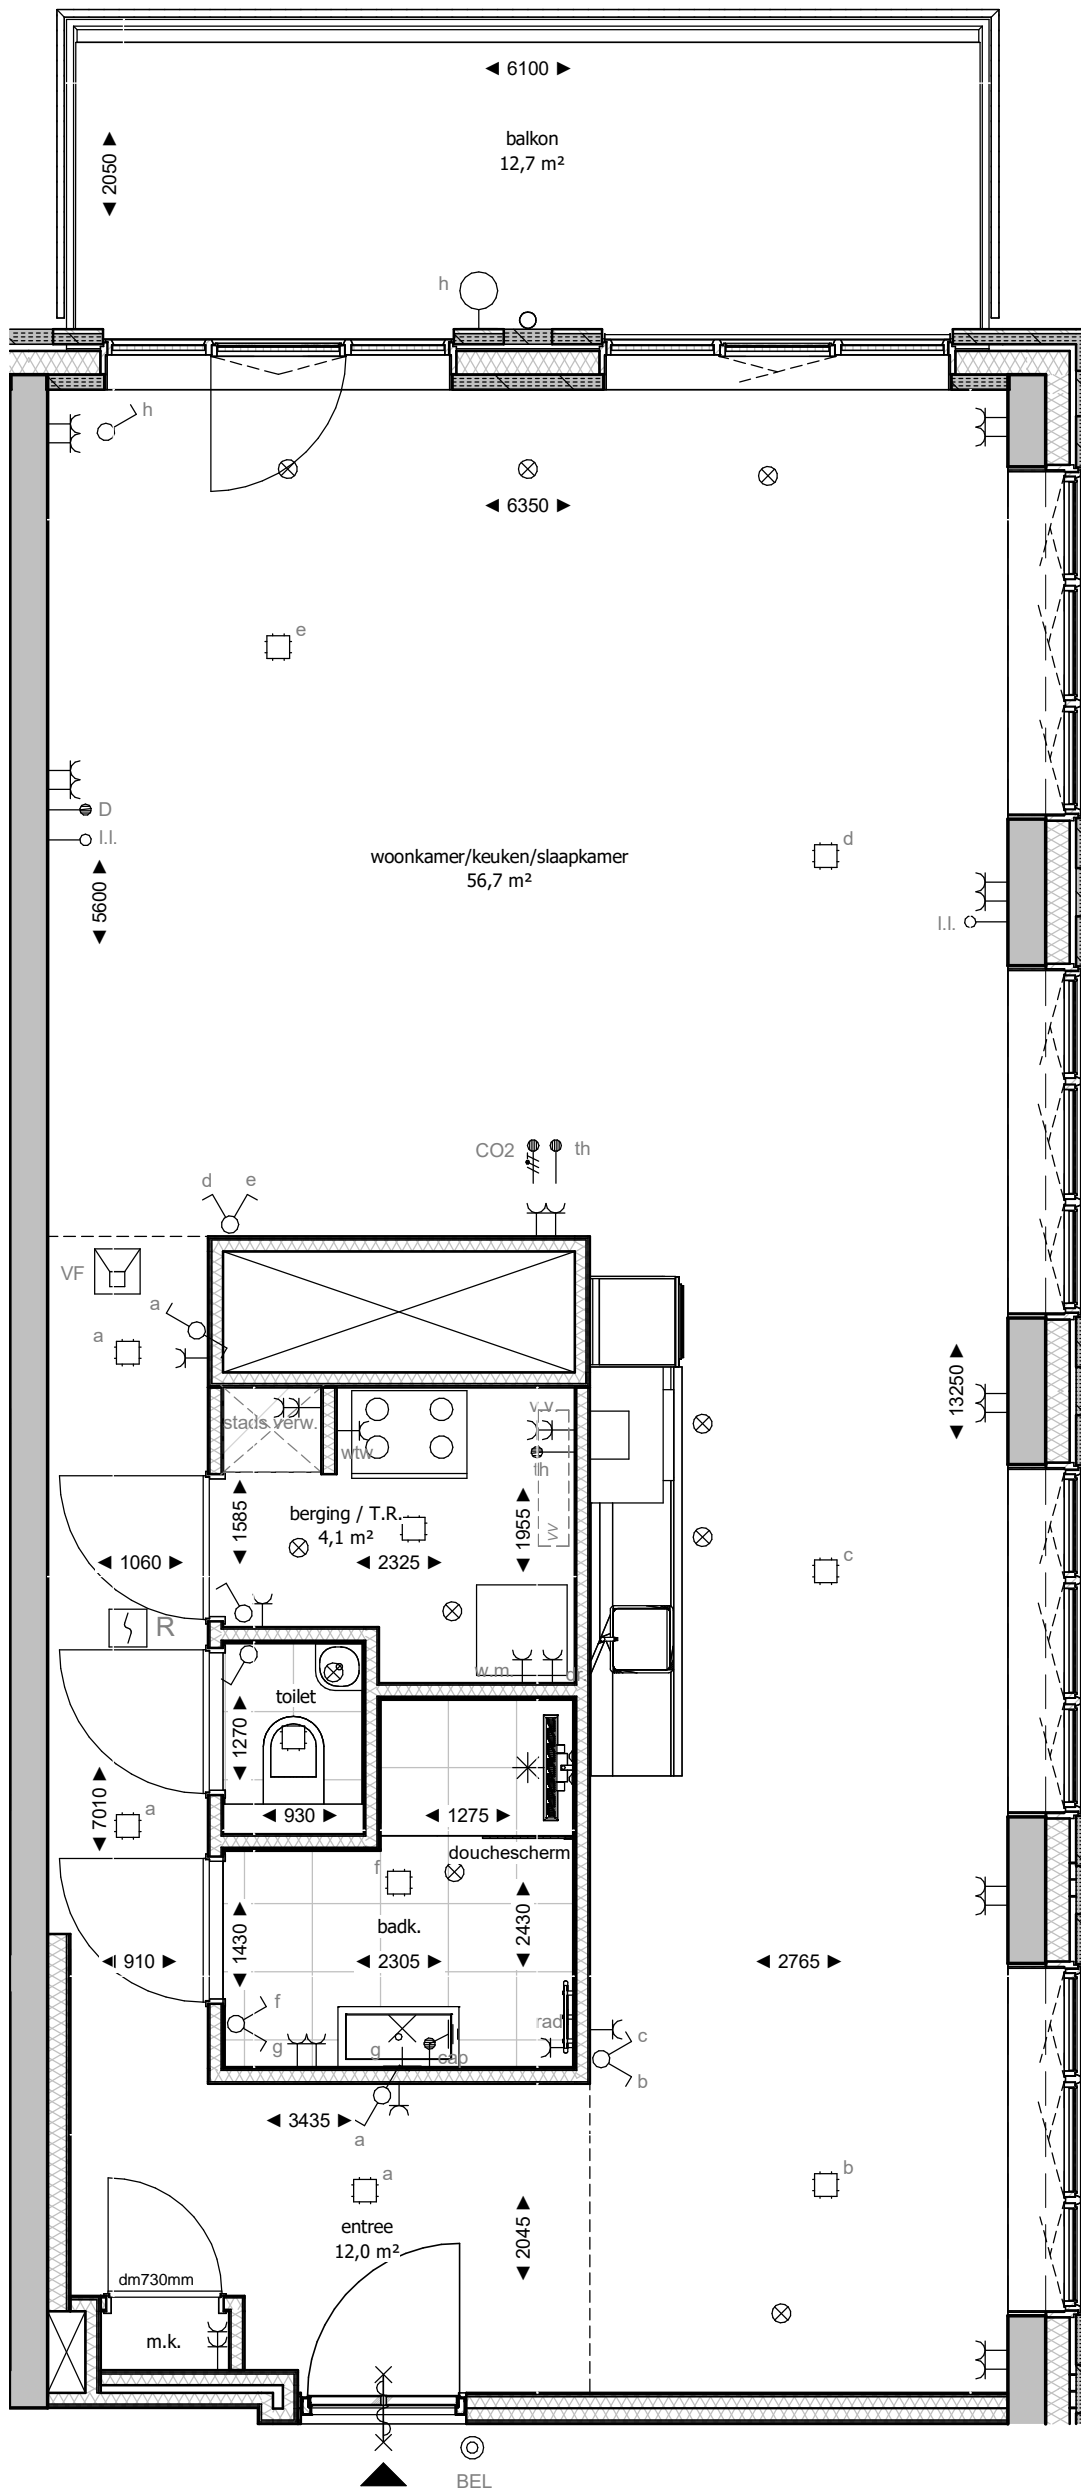 ◄ 6100 ►
balkon
12,7 m²
◄ 2050 ►
h
h
◄ 6350 ►
e
D
I.I.
woonkamer/keuken/slaapkamer
56,7 m²
d
◄ 5600 ►
I.I.
CO2
th
d
e
VF
a
a
◄ 13250 ►
stads.verw.
v.v.
wtw
th
◄ 1585 ►
berging / T.R.
4,1 m²
◄ 1955 ►
vv
◄ 1060 ►
◄ 2325 ►
c
R
w.m.
dr
toilet
◄ 1270 ►
◄ 7010 ►
a
◄ 930 ►
◄ 1275 ►
douchescherm
f
◄ 1430 ►
badk.
◄ 2430 ►
◄ 910 ►
◄ 2305 ►
◄ 2765 ►
f
g
g
cap
rad
c
b
◄ 3435 ►
a
a
b
entree
12,0 m²
◄ 2045 ►
dm730mm
m.k.
BEL